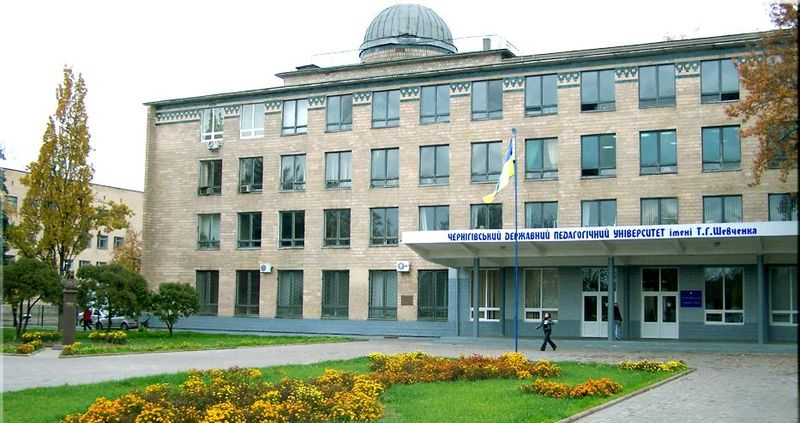 ЧЕРНІГІВСЬКИЙ ДЕРЖАВНИЙ ПЕДАГОГІЧНИЙ УНІВЕРСИТЕТ імені Т.Г.Шевченка